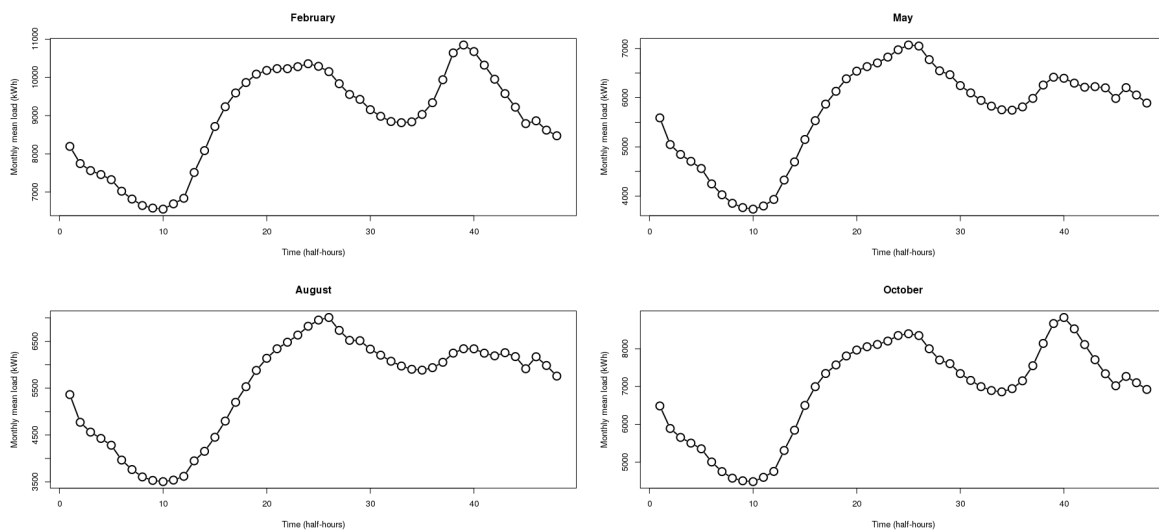 February
Monthly mean load (kWh)
11000
10000
9000
8000
7000
0 10 20 30 40
Time (half-hours)
May
Monthly mean load (kWh)
7000
6000
5000
4000
0 10 20 30 40
Time (half-hours)
August
Monthly mean load (kWh)
6500
5500
4500
3500
0 10 20 30 40
Time (half-hours)
October
Monthly mean load (kWh)
8000
7000
6000
5000
0 10 20 30 40
Time (half-hours)